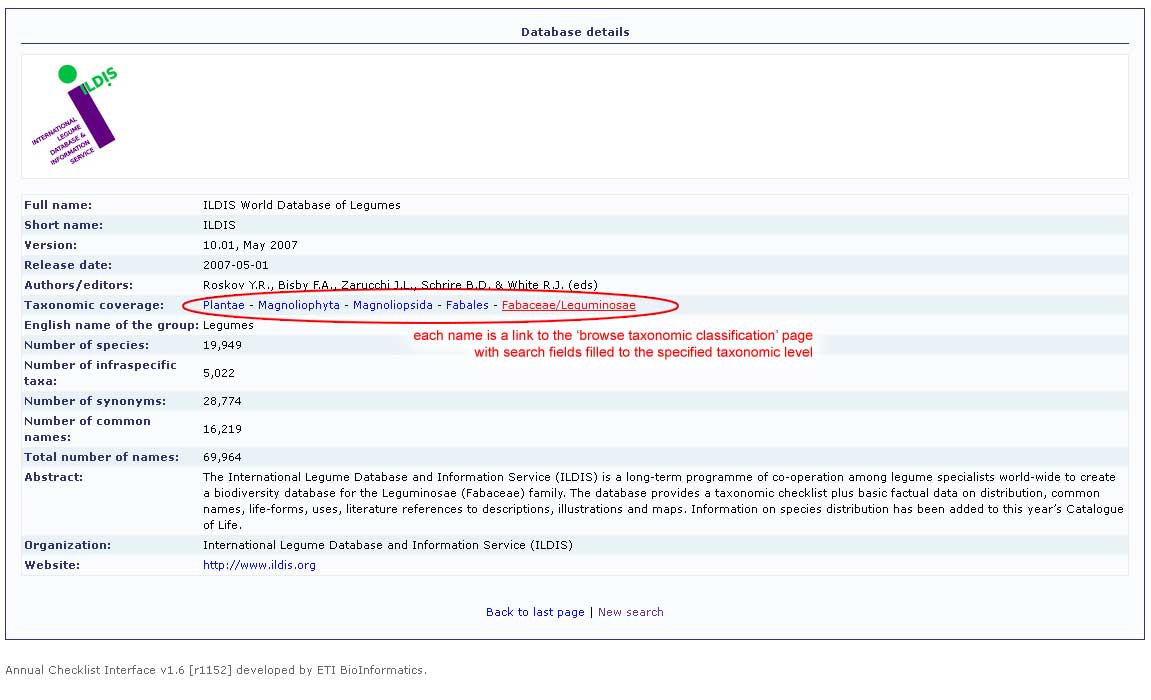 Database details
ILDIS
INTERNATIONAL
LEGUME
DATABASE &
INFORMATION
SERVICE
Full name: ILDIS World Database of Legumes
Short name: ILDIS
Version: 10.01, May 2007
Release date: 2007-05-01
Authors/editors: Roskov Y.R., Bisby F.A., Zarucchi J.L., Schrire B.D. & White R.J. (eds)
Taxonomic coverage: Plantae - Magnoliophyta - Magnoliopsida - Fabales - Fabaceae/Leguminosae
English name of the group: Legumes
each name is a link to the ‘browse taxonomic classification’ page
with search fields filled to the specified taxonomic level
Number of species: 19,949
Number of infraspecific
taxa: 5,022
Number of synonyms: 28,774
Number of common
names: 16,219
Total number of names: 69,964
Abstract: The International Legume Database and Information Service (ILDIS) is a long-term programme of co-operation among legume specialists world-wide to create
a biodiversity database for the Leguminosae (Fabaceae) family. The database provides a taxonomic checklist plus basic factual data on distribution, common
names, life-forms, uses, literature references to descriptions, illustrations and maps. Information on species distribution has been added to this year’s Catalogue
of Life.
Organization: International Legume Database and Information Service (ILDIS)
Website: http://www.ildis.org
Back to last page | New search
Annual Checklist Interface v1.6 [r1152] developed by ETI BioInformatics.